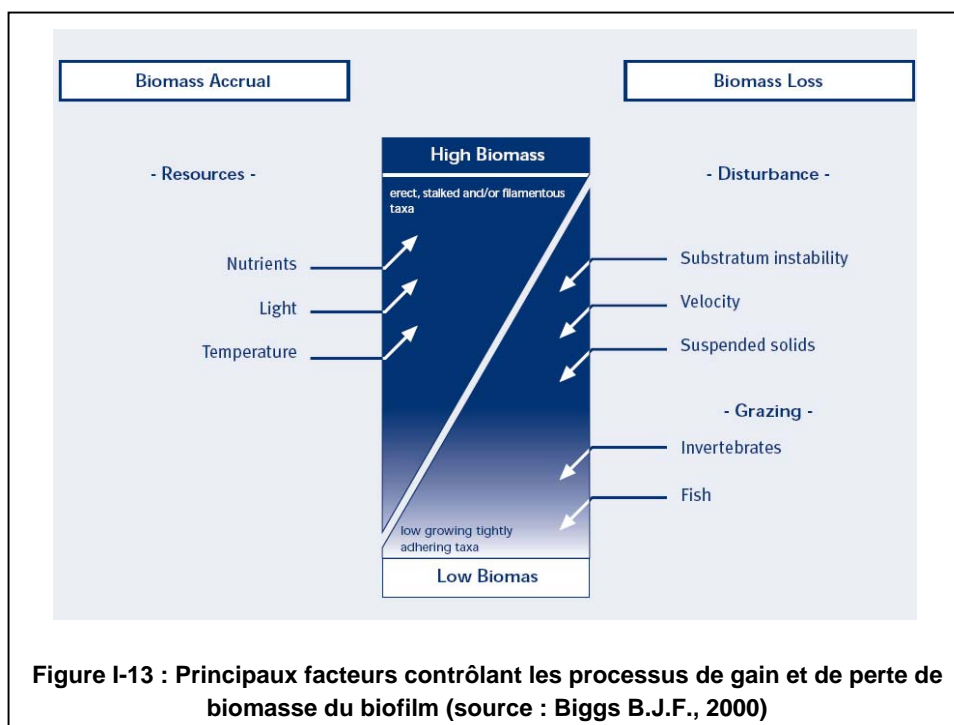 Biomass Accrual
Biomass Loss
High Biomass
- Resources -
- Disturbance -
erect, stalked and/or filamentous
taxa
Nutrients
Light
Temperature
Substratum instability
Velocity
Suspended solids
- Grazing -
Invertebrates
Fish
low growing tightly
adhering taxa
Low Biomas
Figure I-13 : Principaux facteurs contrôlant les processus de gain et de perte de
biomasse du biofilm (source : Biggs B.J.F., 2000)